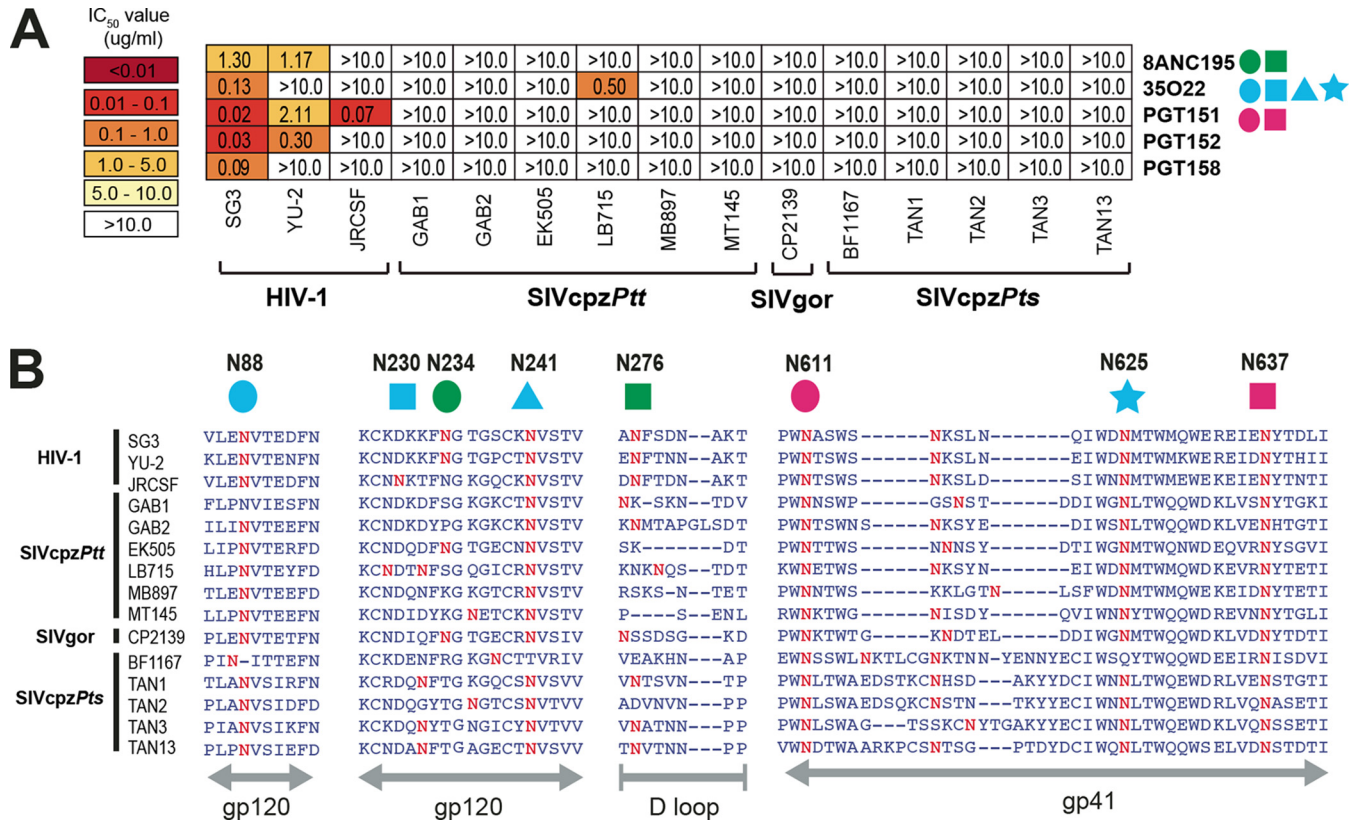 A
IC50 value
(ug/ml)
<0.01
0.01 - 0.1
0.1 - 1.0
1.0 - 5.0
5.0 - 10.0
>10.0
1.30 1.17 >10.0 >10.0 >10.0 >10.0 >10.0 >10.0 >10.0 >10.0 >10.0 >10.0 >10.0 >10.0 >10.0 8ANC195
0.13 >10.0 >10.0 >10.0 >10.0 >10.0 0.50 >10.0 >10.0 >10.0 >10.0 >10.0 >10.0 >10.0 >10.0 35O22
0.02 2.11 0.07 >10.0 >10.0 >10.0 >10.0 >10.0 >10.0 >10.0 >10.0 >10.0 >10.0 >10.0 >10.0 PGT151
0.03 0.30 >10.0 >10.0 >10.0 >10.0 >10.0 >10.0 >10.0 >10.0 >10.0 >10.0 >10.0 >10.0 >10.0 PGT152
0.09 >10.0 >10.0 >10.0 >10.0 >10.0 >10.0 >10.0 >10.0 >10.0 >10.0 >10.0 >10.0 >10.0 >10.0 PGT158
SG3 YU-2 JRCSF GAB1 GAB2 EK505 LB715 MB897 MT145 CP2139 BF1167 TAN1 TAN2 TAN3 TAN13
HIV-1 SIVcpzPtt SIVgor SIVcpzPts
B
N88 N230 N234 N241 N276 N611 N625 N637
HIV-1
SIVcpzPtt
SIVgor
SIVcpzPts
SG3 VLENVTEDFN KCKDKKFNGTGSCKNVSTV ANFSDN--AKT PWNASWS------NKSLN-------QIWDNMTWMQWEREIENYTDLI
YU-2 KLENVTENFN KCNDKKFNGTGPCTNVSTV ENFTNN--AKT PWNTSWS------NKSLN-------EIWDNMTWMKWEREIDNYTHII
JRCSF VLENVTEDFN KCNNKTFNGKGQCKNVSTV DNFTDN--AKT PWNTSWS------NKSLD-------KIWNNMTWMEWEREIDNYTNTI
GAB1 FLPNVIESFN KCNDKDFSGKGKCTNVSTV NK-SKN--TDV PWNNSWP------GSNST-------DDIWGNLTWQQWDKLVSNYTGKI
GAB2 ILINVTEEFN KCNDKDYPGKGKCKNVSTV KNMTAPGLSDT PWNTSWNS-----NKSYE-------DIWSNLTWQQWDKLVENHTGTI
EK505 LIPNVTERFD KCNDQDFNGTGECNNVSTV SK-------DT PWNTTWS------NNNSY-------DTIWGNMTWQNWDEQVRNYSGVI
LB715 HLPNVTEYFD KCNDTNFSGQGICRNVSTV KNKNQS--TDT KWNETWS------NKSYN-------EIWDNMTWMEWDKEVRNYTETI
MB897 TLENVTEEFN KCNDQNFKGKGQCTNVSTV RSKS-N--TET PWNNTWS------KKLGTN------LSFWDNMTWMEWEREIDNYTETI
MT145 LLPNVTEEFN KCNDIDYKGNETCKNVSTV P---S---ENL RWNKTWG------NISDY-------QVIWNNYTWQQWDREVNNYTGLI
CP2139 PLENVTETFN KCNDIQFNGTGECRNVSIV NSSDSG---KD PWNKTWTG-----KNDTEL------DDIWGNMTWQQWDKLVDNYTDTI
BF1167 PIN-ITTEFN KCKDENFRGKGNCTTVRIV VEAKHN---AP EWNSSWLNKTLCGNKTNN-YENNYECIWSQYTWQQWDEEIRNISDVI
TAN1 TLANVSIRFN KCRDQNFTGKGQCSNVSVV VNTSVN---TP PWNLTWAEDSTKCNHSD---AKYYDCIWNNLTWQQWDRLVENSTGTI
TAN2 PLANVSIDFN KCNDQGYTGNGTCSNVTVV ADVNVN---PP PWNLSWAEDSQKCNSTN---AKYYDCIWNNLTWQQWEKLVQNASETI
TAN3 PIANVSIKFN KCKDQNYTGNGICYNVTVV VNATNN---PP PWNLSWAG--TSSKCNYTGAKYYECIWNNLTWQEWDKLVQNSSETI
TAN13 PLPNVSIEFD KCNDANFTGAGECTNVSVV TNVTNN---PP VWNDTWAARKPCSNTSG---PTDYDCIWQNLTWQQWSELVDNSTDTI
gp120 gp120 D loop gp41